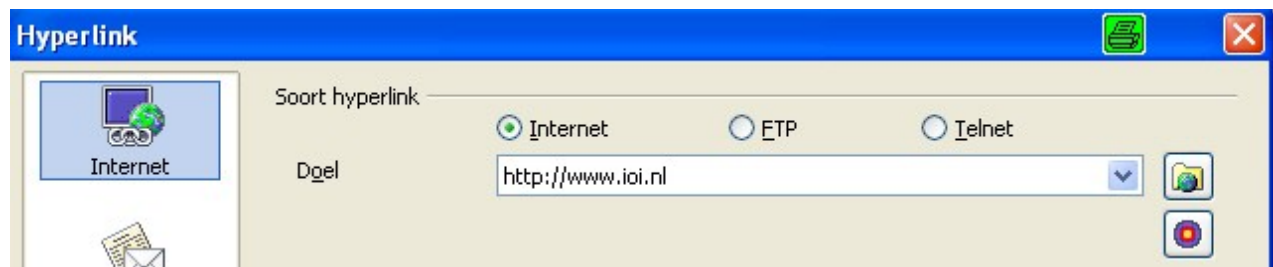 Hyperlink
Soort hyperlink
Internet FTP Telnet
Internet
Doel http://www.ioi.nl